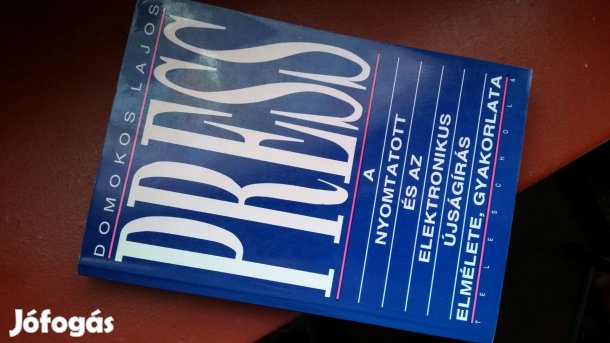 DOMOKOS LAJOS
PRESS
A
NYOMTATOTT
ÉS AZ
ELEKTRONIKUS
ÚJSÁGÍRÁS
ELMÉLETE, GYAKORLATA
TELESCHOLA
Jófogás